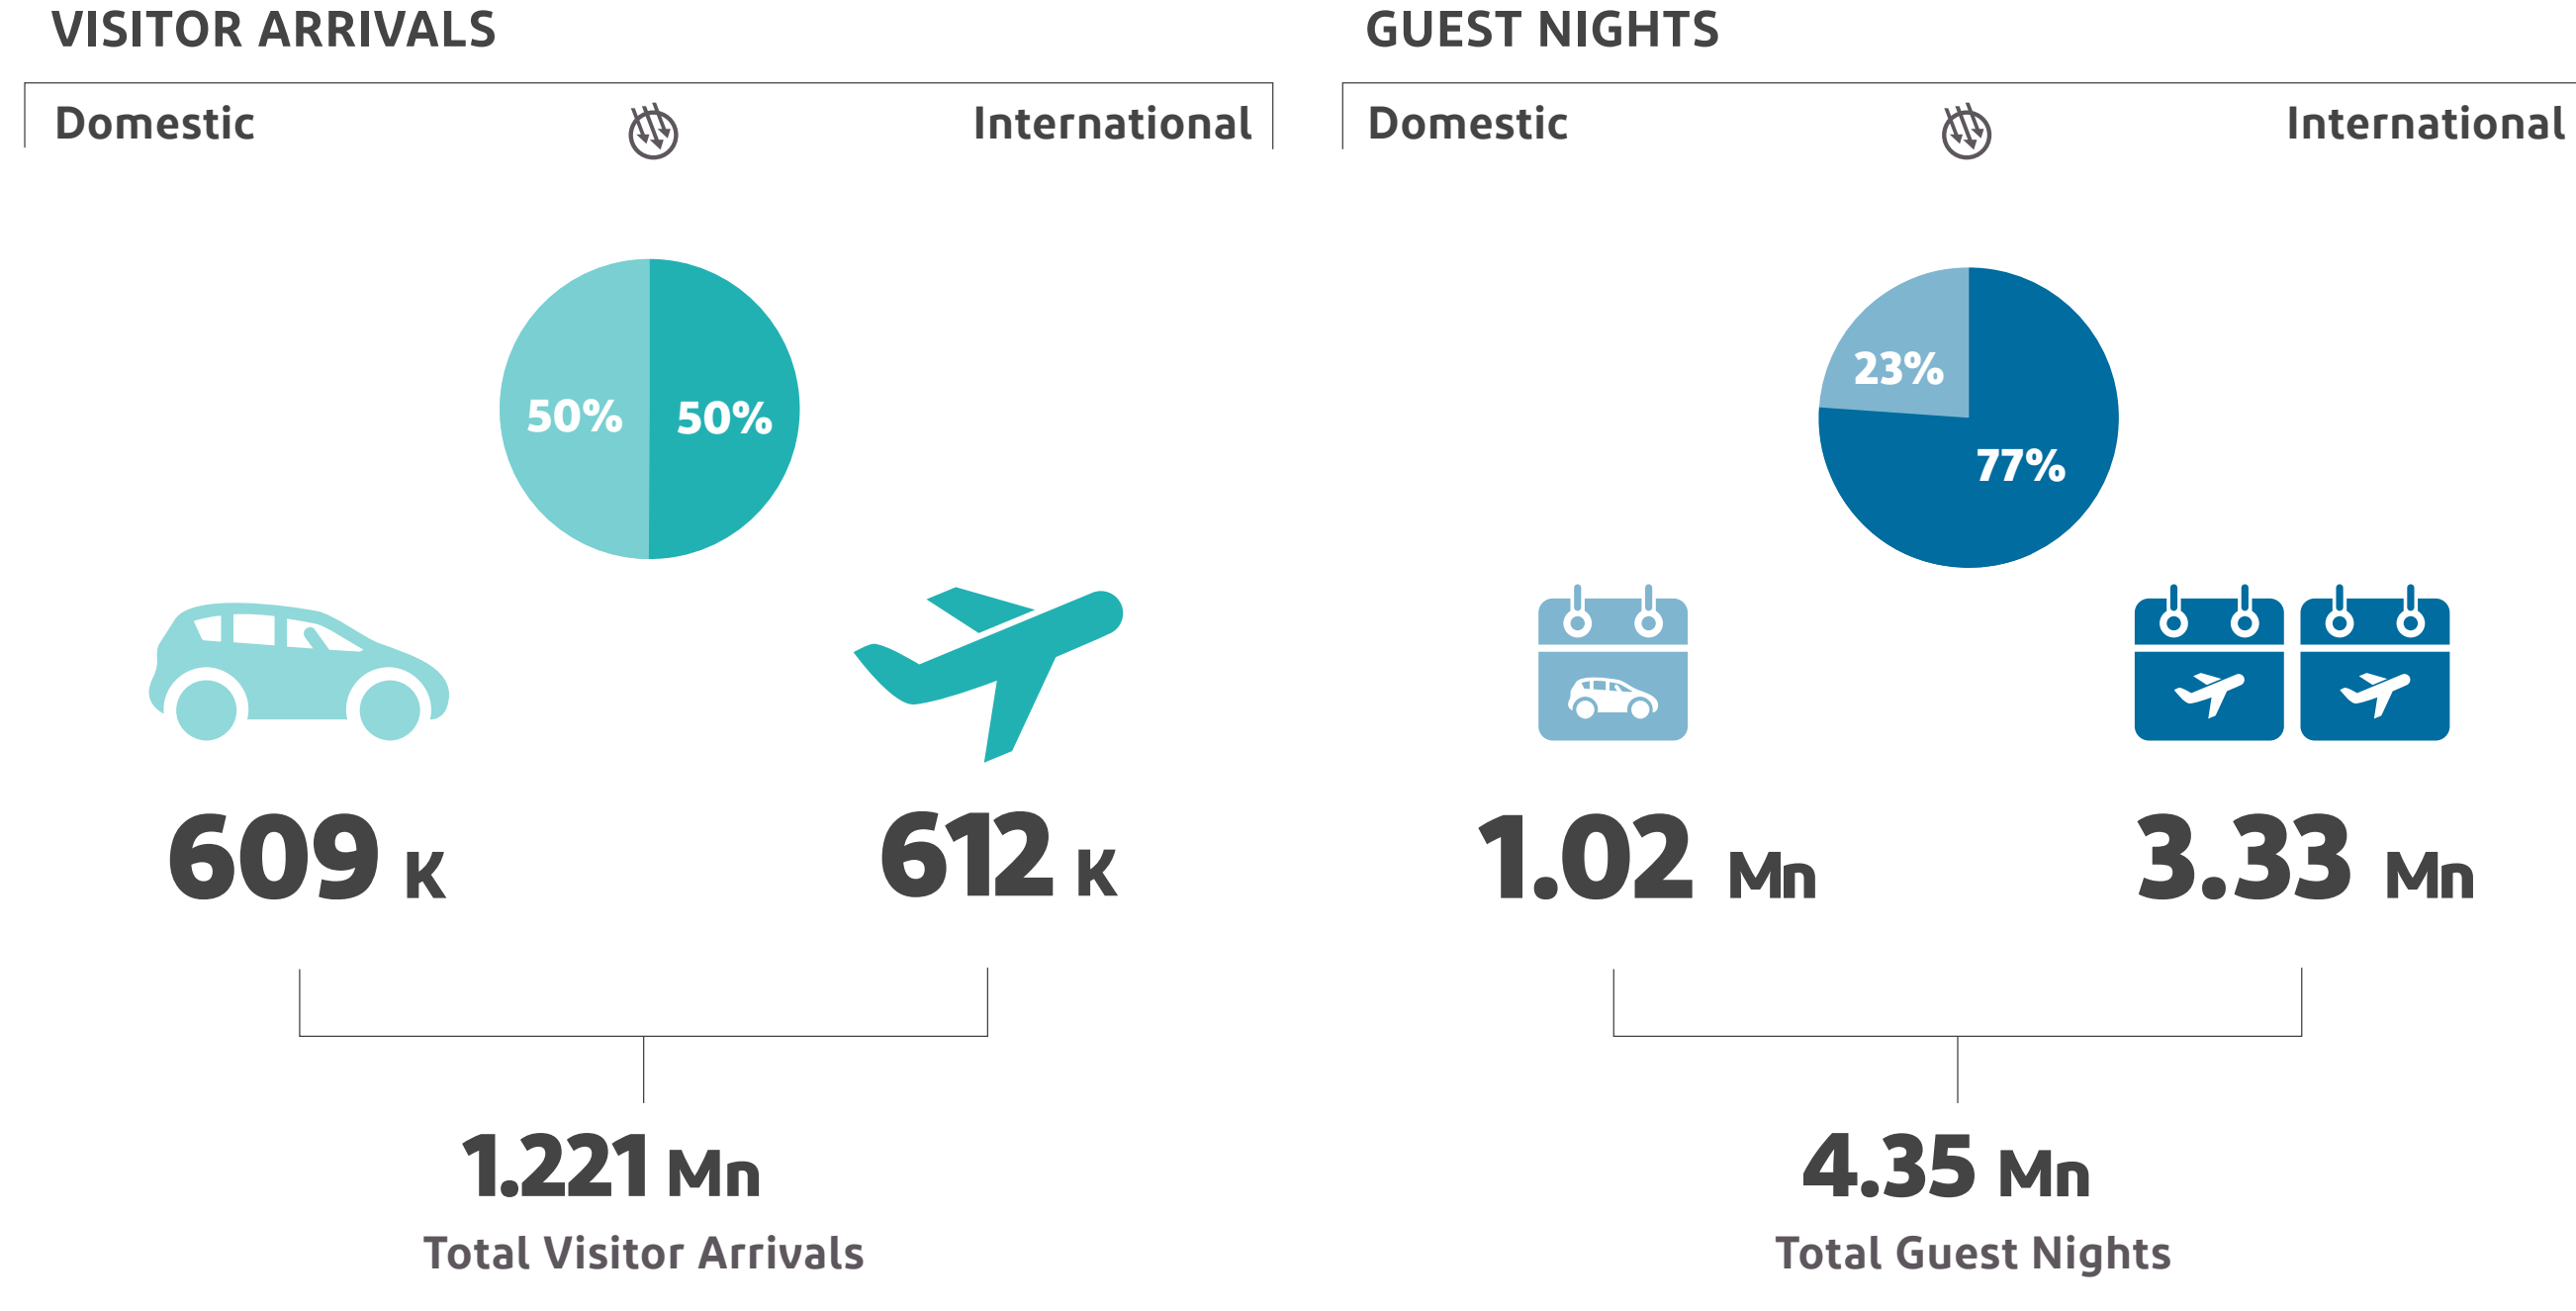 VISITOR ARRIVALS
Domestic
International
50%
50%
609 K
612 K
1.221 Mn
Total Visitor Arrivals
GUEST NIGHTS
Domestic
International
23%
77%
1.02 Mn
3.33 Mn
4.35 Mn
Total Guest Nights